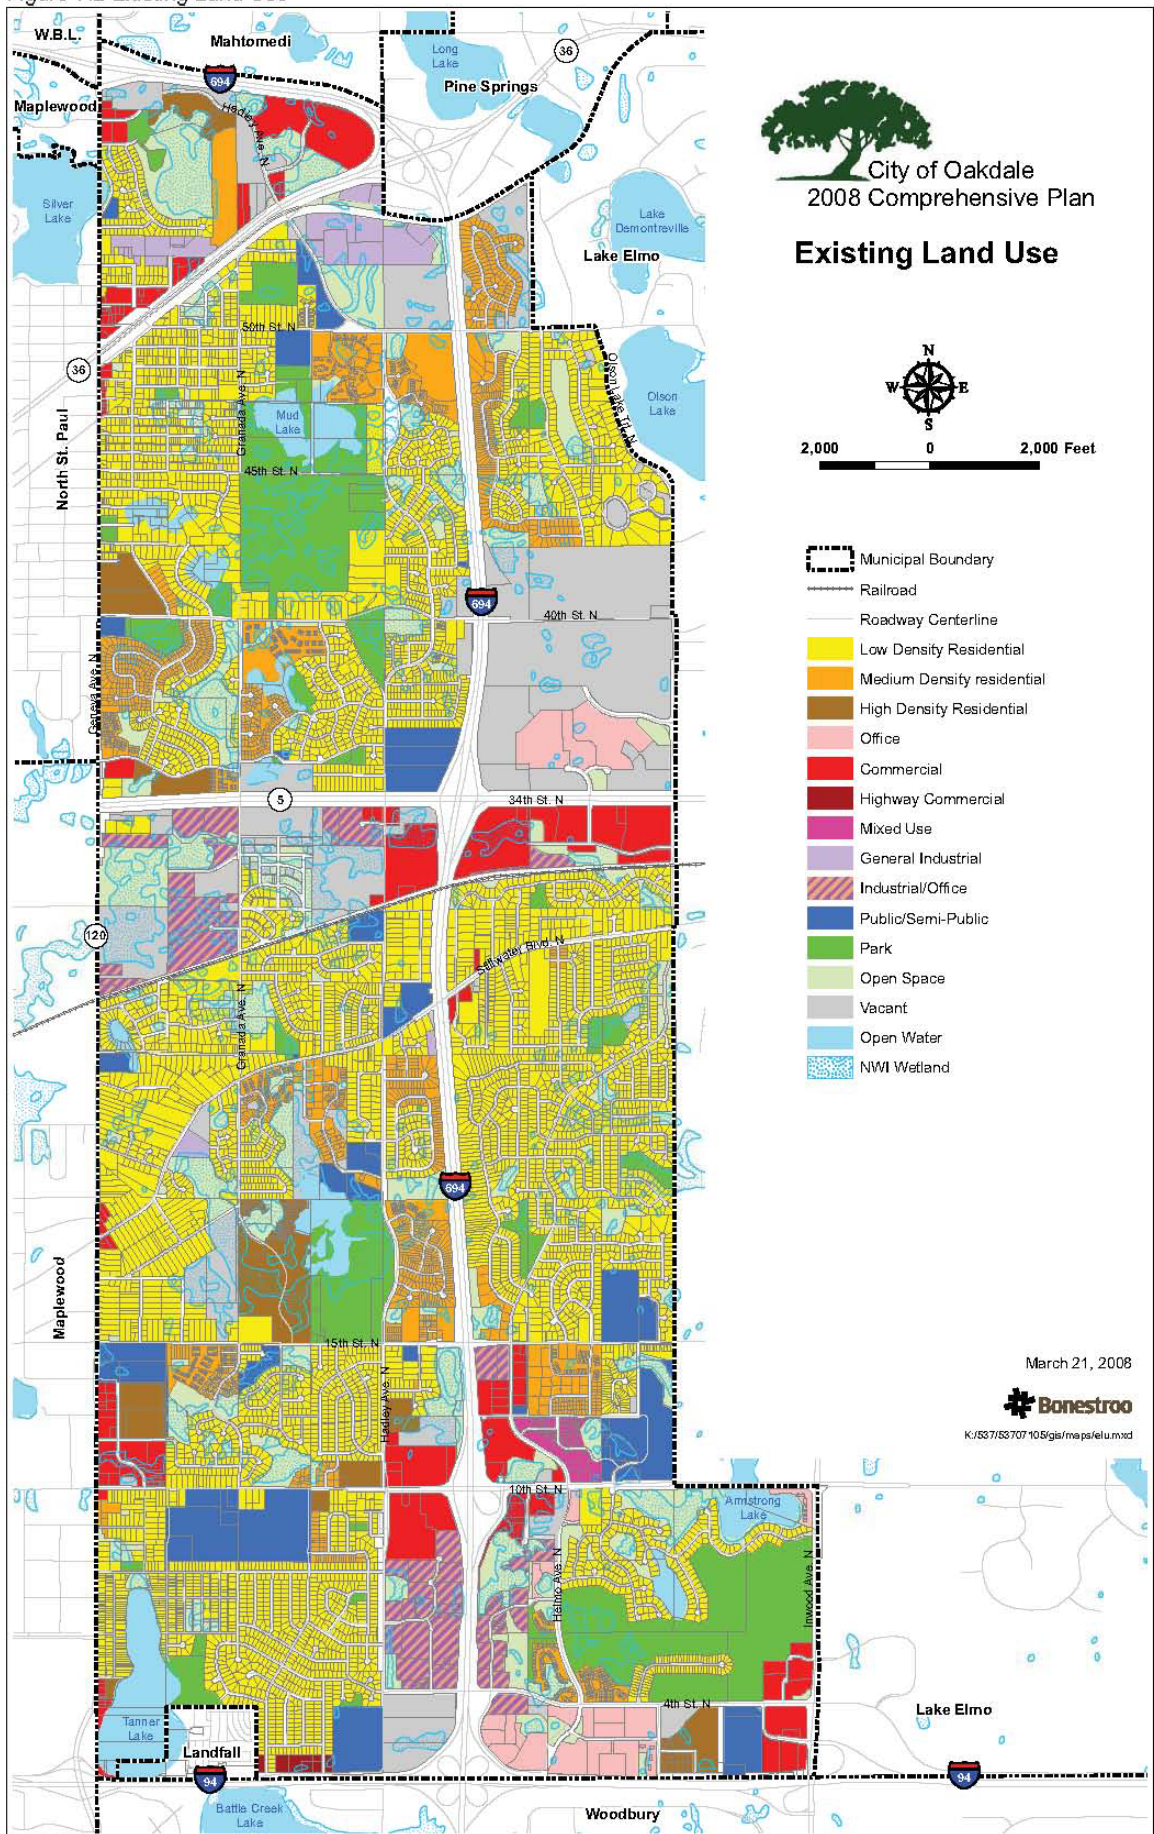 W.B.L.
Mahtomedi
Long
Lake
36
Pine Springs
694
Maplewood
Hadley Ave. N
City of Oakdale
2008 Comprehensive Plan
Existing Land Use
Silver
Lake
Lake
Demontreville
Lake Elmo
50th St. N
36
Olson Lake Trl. N
Olson
Lake
Granada Ave. N
Mud
Lake
45th St. N
North St. Paul
N
W
E
S
2,000
0
2,000 Feet
694
40th St. N
Geneva Ave. N
5
34th St. N
120
Stillwater Blvd. N
Granada Ave. N
694
Maplewood
15th St. N
Hadley Ave. N
10th St. N
Armstrong
Lake
Helmo Ave. N
Inwood Ave. N
4th St. N
Tanner
Lake
Landfall
94
Battle Creek
Lake
Woodbury
Lake Elmo
94
Municipal Boundary
Railroad
Roadway Centerline
Low Density Residential
Medium Density residential
High Density Residential
Office
Commercial
Highway Commercial
Mixed Use
General Industrial
Industrial/Office
Public/Semi-Public
Park
Open Space
Vacant
Open Water
NWI Wetland
March 21, 2008
Bonestroo
K:/537/53707105/gis/maps/elu.mxd